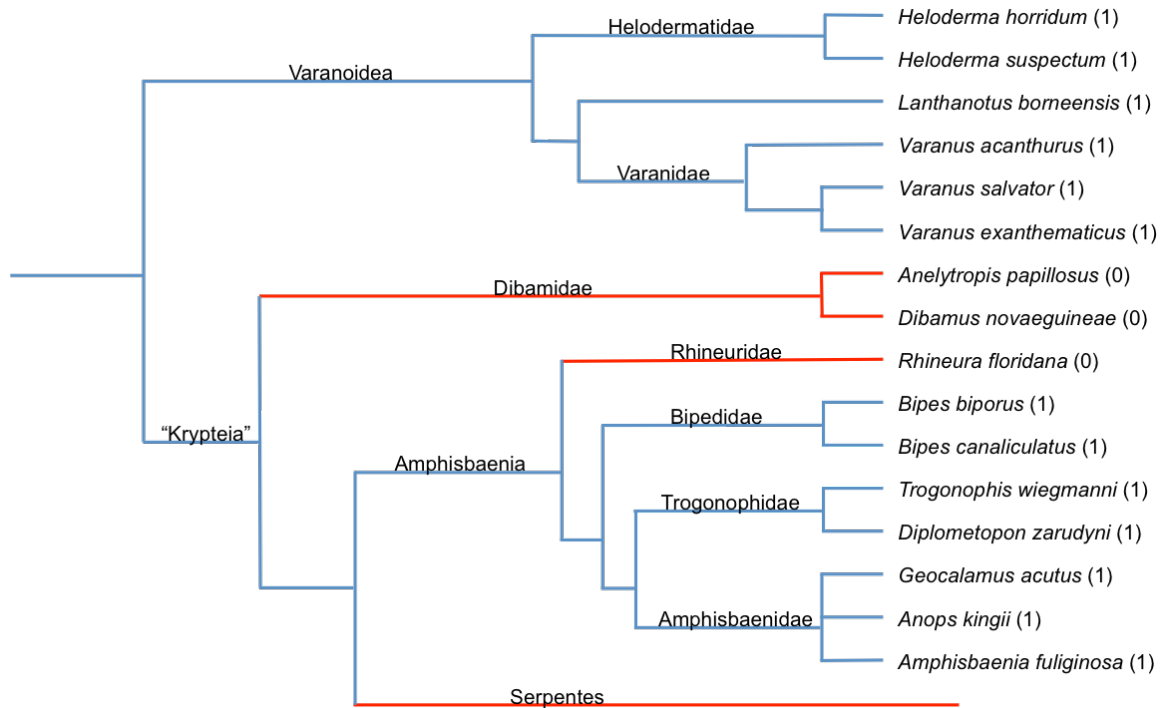 Helodermatidae
Heloderma horridum (1)
Heloderma suspectum (1)
Varanoidea
Lanthanotus borneensis (1)
Varanus acanthurus (1)
Varanidae
Varanus salvator (1)
Varanus exanthematicus (1)
Anelytropis papillosus (0)
Dibamidae
Dibamus novaeguineae (0)
Rhineuridae
Rhineura floridana (0)
Bipes biporus (1)
Bipedidae
“Krypteia”
Bipes canaliculatus (1)
Amphisbaenia
Trogonophis wiegmanni (1)
Trogonophidae
Diplometopon zarudyni (1)
Geocalamus acutus (1)
Amphisbaenidae
Anops kingii (1)
Amphisbaenia fuliginosa (1)
Serpentes